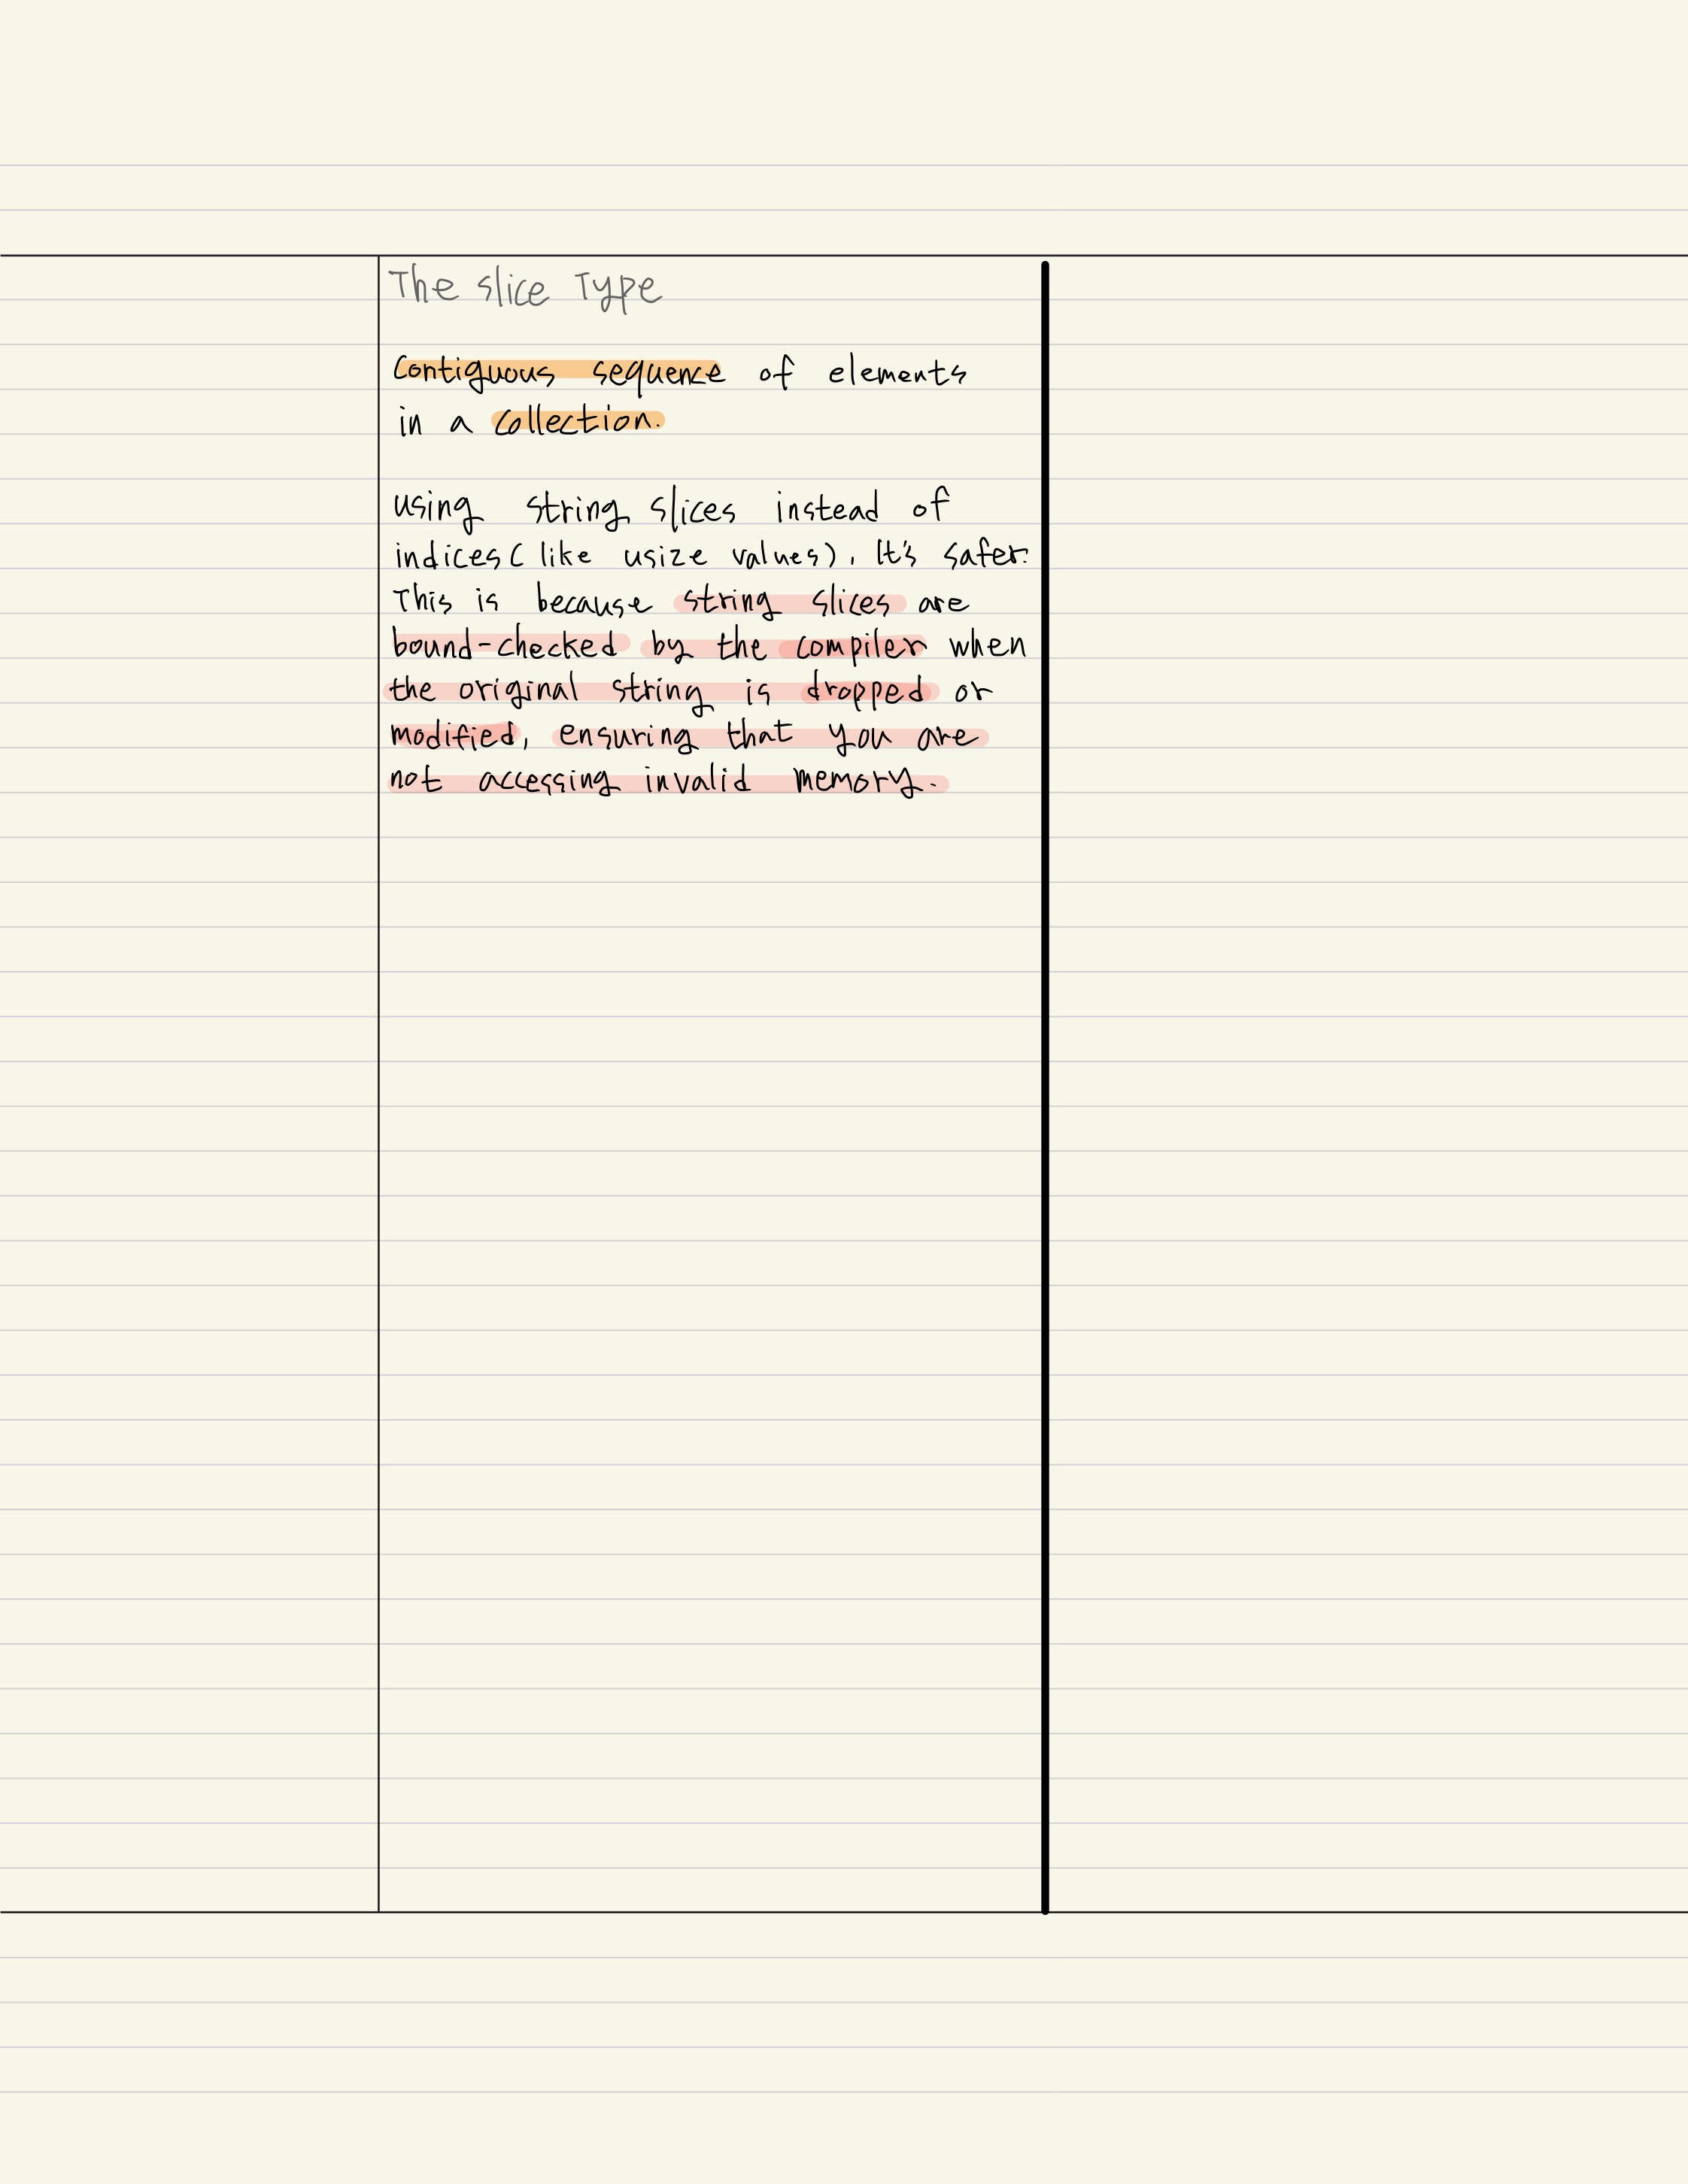 The slice Type
Contiguous sequence of elements
in a collection.
using string slices instead of
indices( like usize values), It's safer.
This is because string slices are
bound-checked by the compiler when
the original string is dropped or
modified, ensuring that you are
not accessing invalid memory.